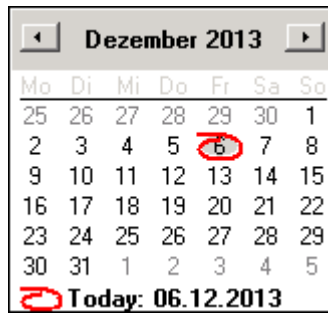 Dezember 2013
Mo Di Mi Do Fr Sa So
25 26 27 28 29 30 1
2 3 4 5 6 7 8
9 10 11 12 13 14 15
16 17 18 19 20 21 22
23 24 25 26 27 28 29
30 31 1 2 3 4 5
Today: 06.12.2013